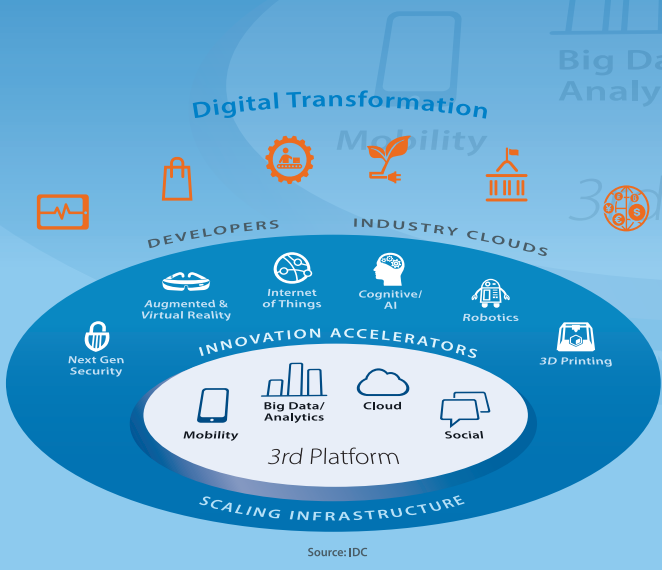 Big Da
Analy
Digital Transformation
Mobility
3rd
DEVELOPERS
INDUSTRY CLOUDS
Augmented &
Virtual Reality
Internet
of Things
Cognitive/
AI
Robotics
Next Gen
Security
3D Printing
INNOVATION ACCELERATORS
Mobility
Big Data/
Analytics
Cloud
Social
3rd Platform
SCALING INFRASTRUCTURE
Source: IDC